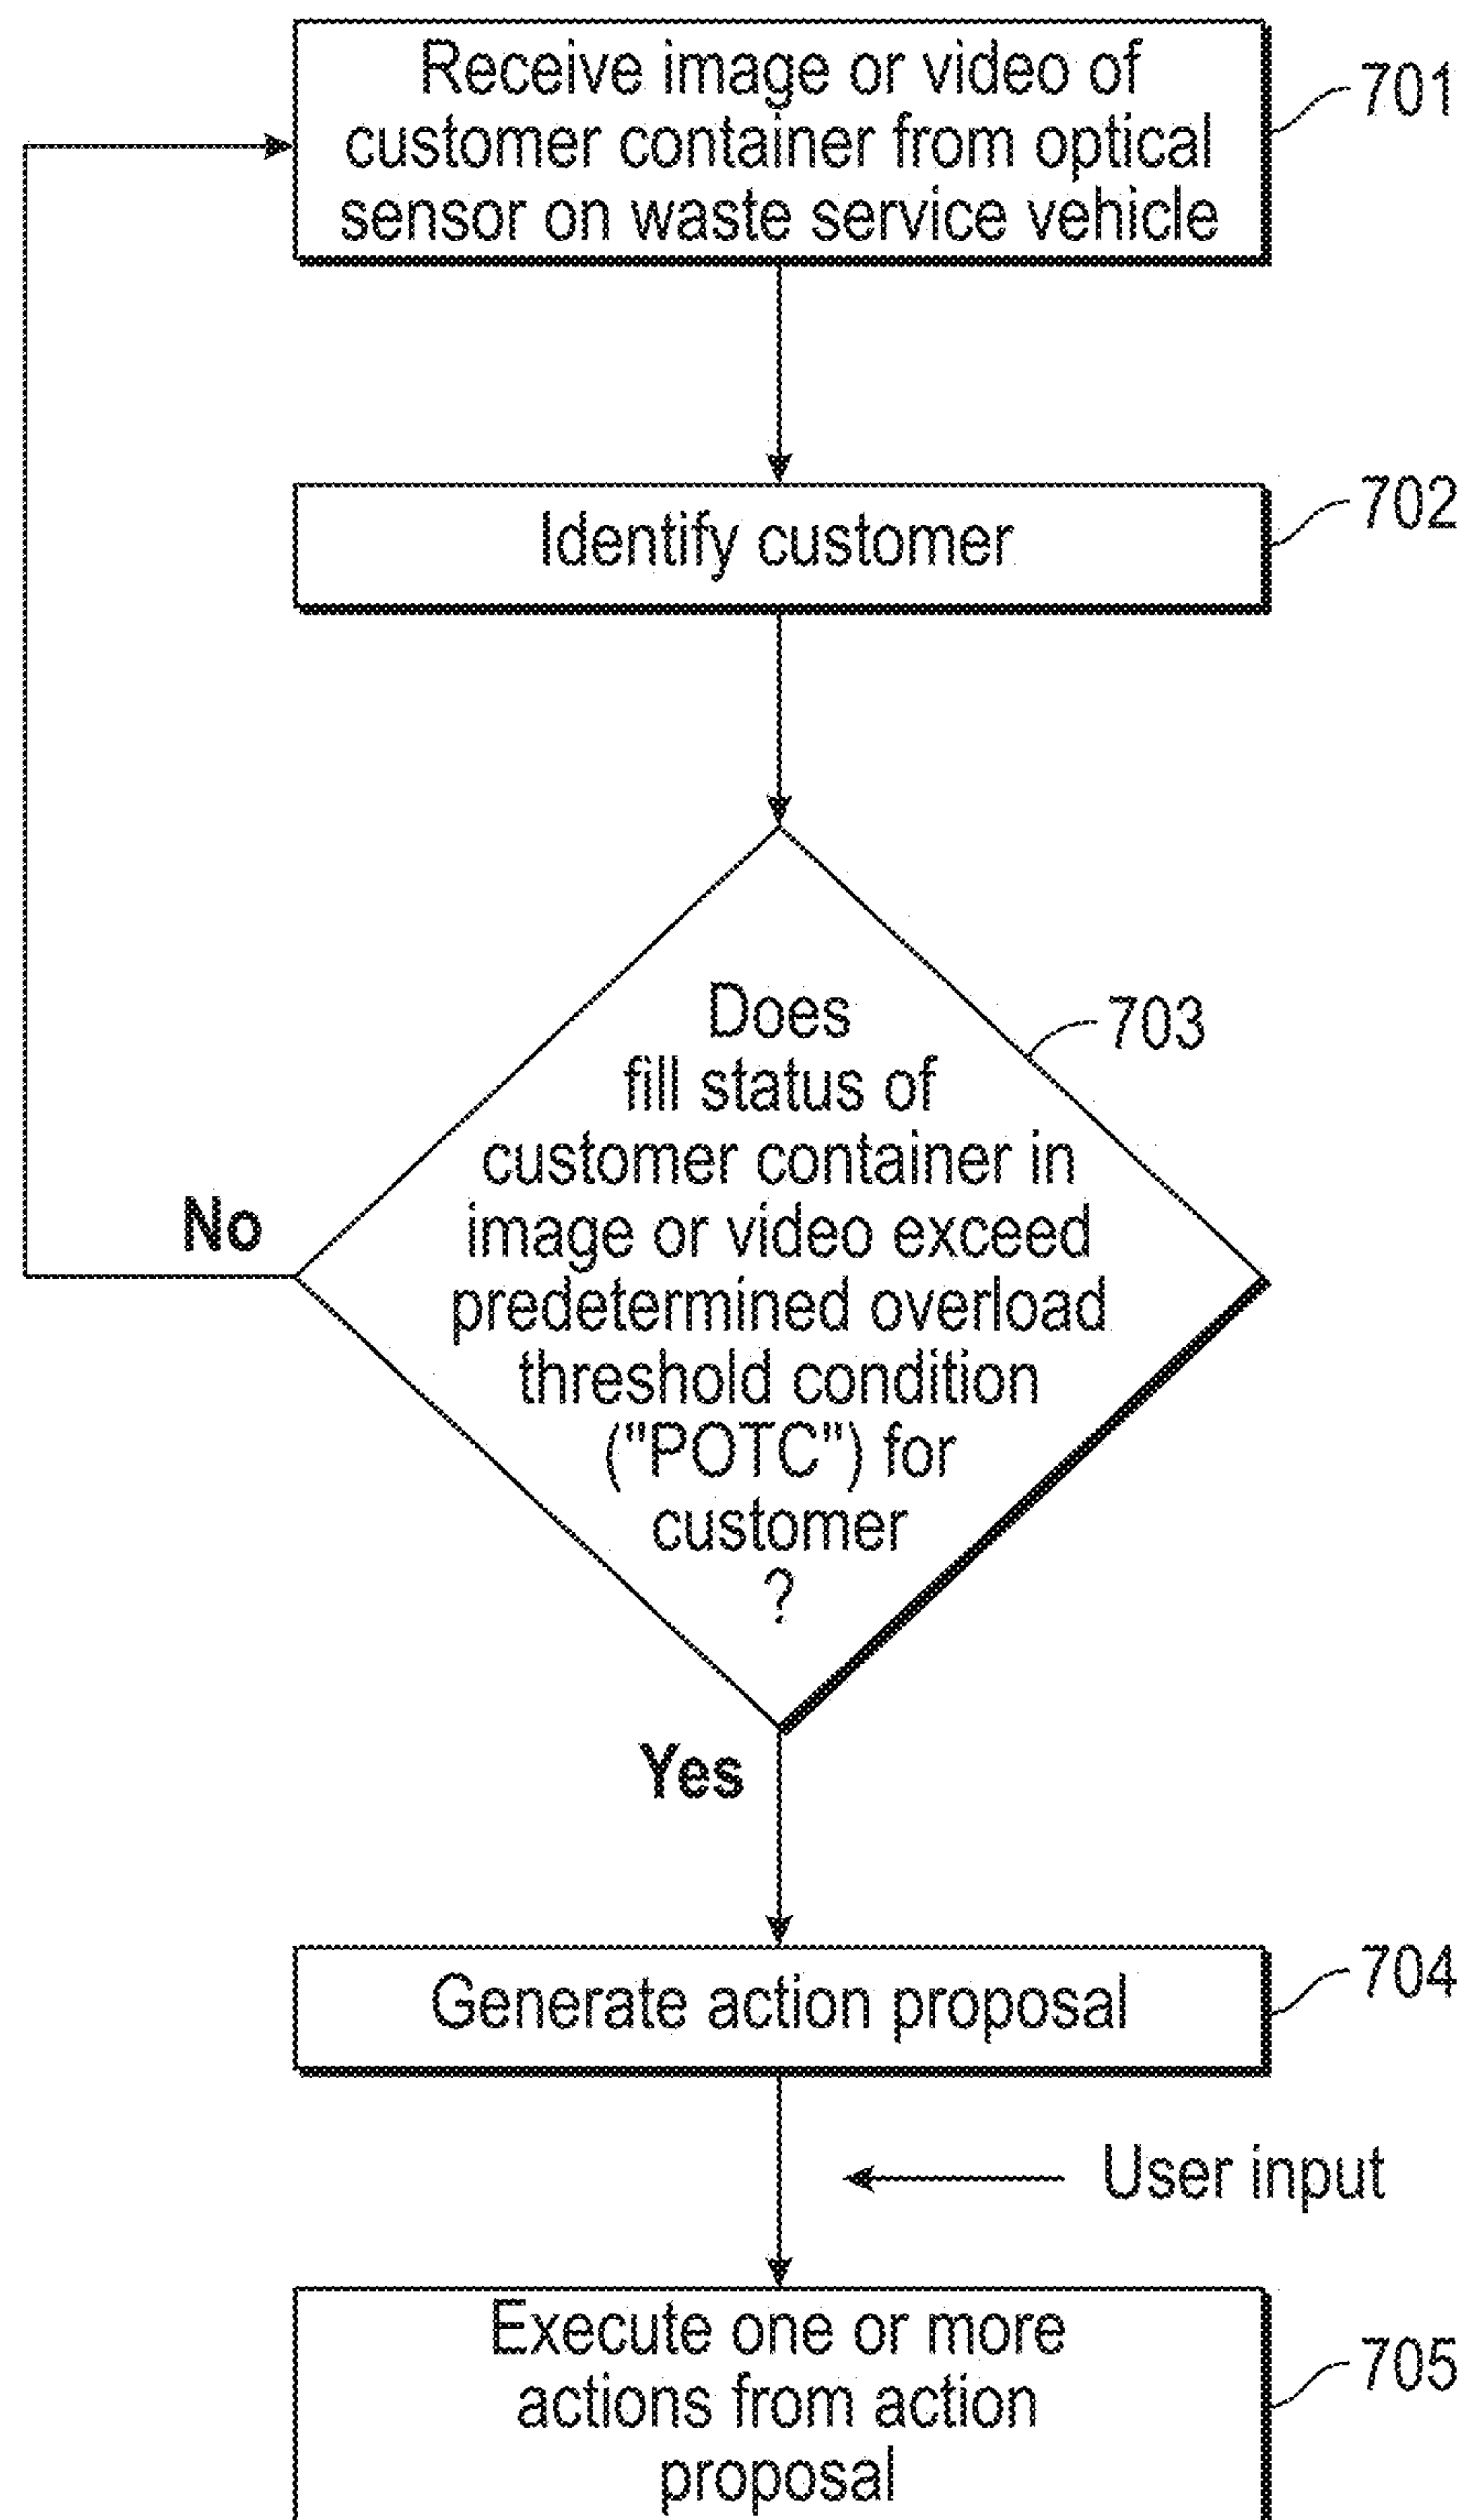 Receive image or video of
customer container from optical
sensor on waste service vehicle
701
Identify customer
702
Does
fill status of
customer container in
image or video exceed
predetermined overload
threshold condition
("POTC") for
customer
?
703
No
Yes
Generate action proposal
704
User input
Execute one or more
actions from action
proposal
705